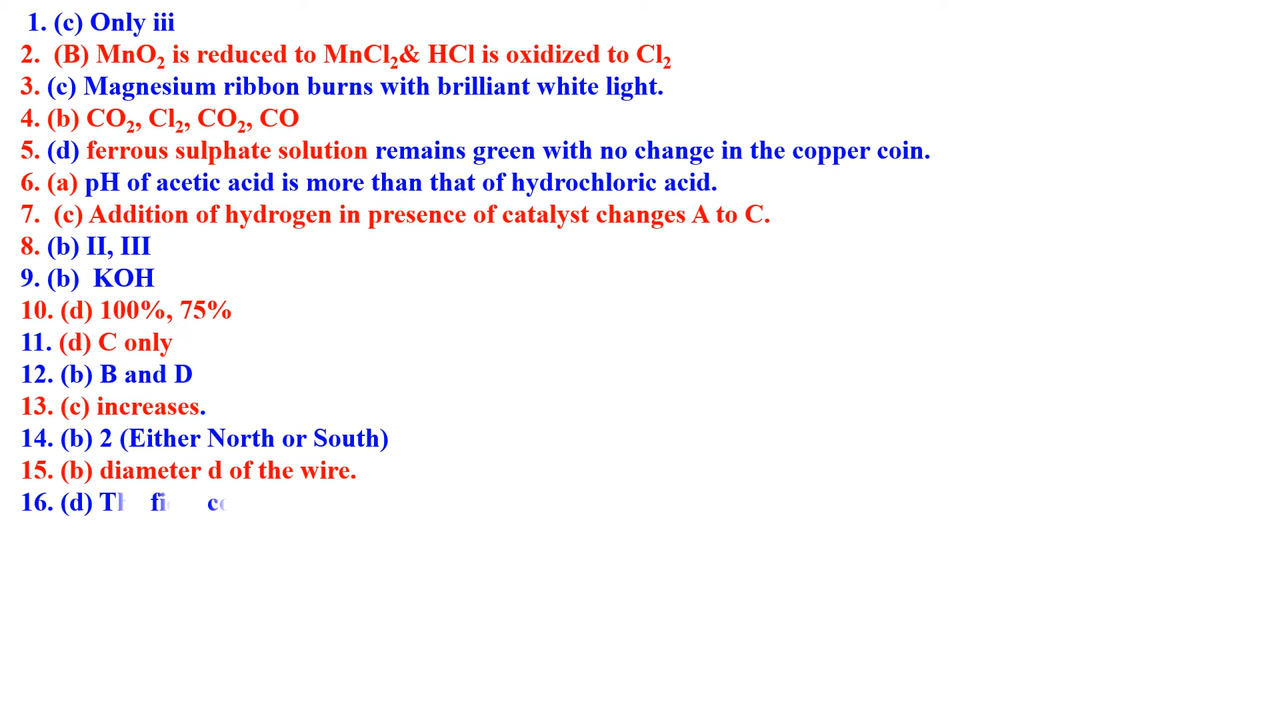 1. (c) Only iii
2. (B) MnO₂ is reduced to MnCl₂& HCl is oxidized to Cl₂
3. (c) Magnesium ribbon burns with brilliant white light.
4. (b) CO₂, Cl₂, CO₂, CO
5. (d) ferrous sulphate solution remains green with no change in the copper coin.
6. (a) pH of acetic acid is more than that of hydrochloric acid.
7. (c) Addition of hydrogen in presence of catalyst changes A to C.
8. (b) II, III
9. (b) KOH
10. (d) 100%, 75%
11. (d) C only
12. (b) B and D
13. (c) increases.
14. (b) 2 (Either North or South)
15. (b) diameter d of the wire.
16. (d)